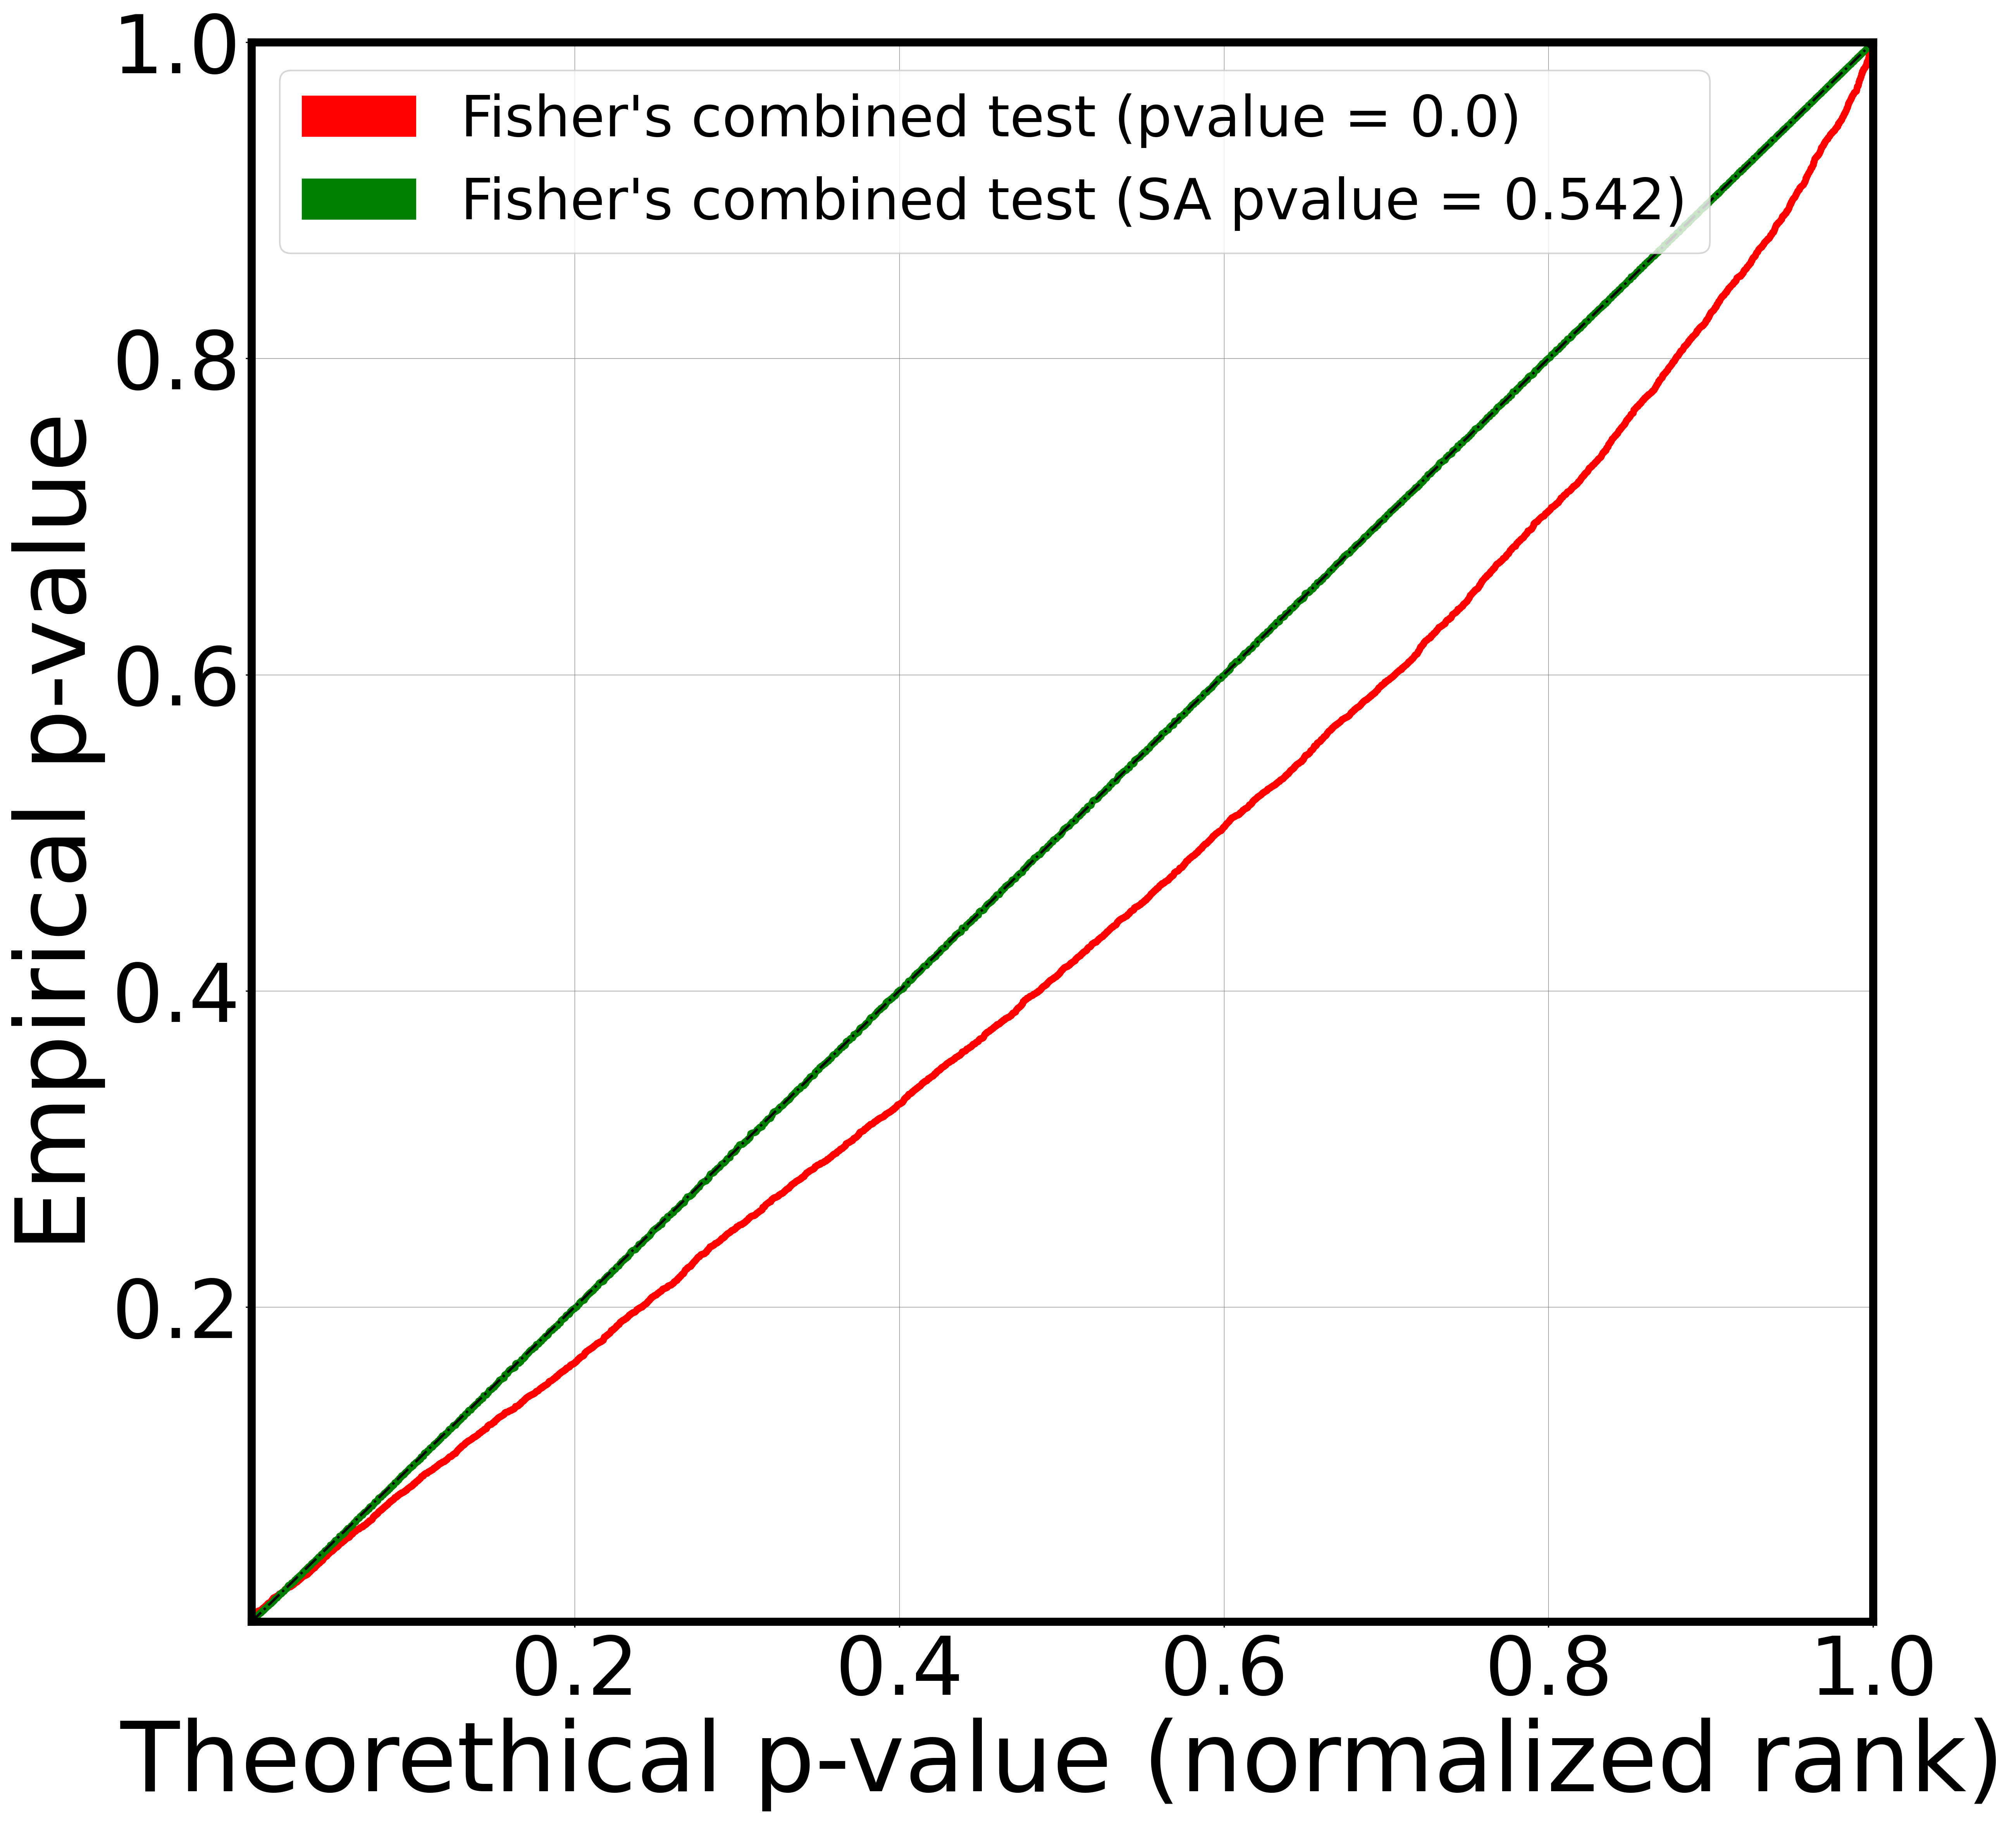 1.0
Fisher's combined test (pvalue = 0.0)
Fisher's combined test (SA pvalue = 0.542)
0.8
0.6
0.4
0.2
Empirical p-value
0.2 0.4 0.6 0.8 1.0
Theorethical p-value (normalized rank)